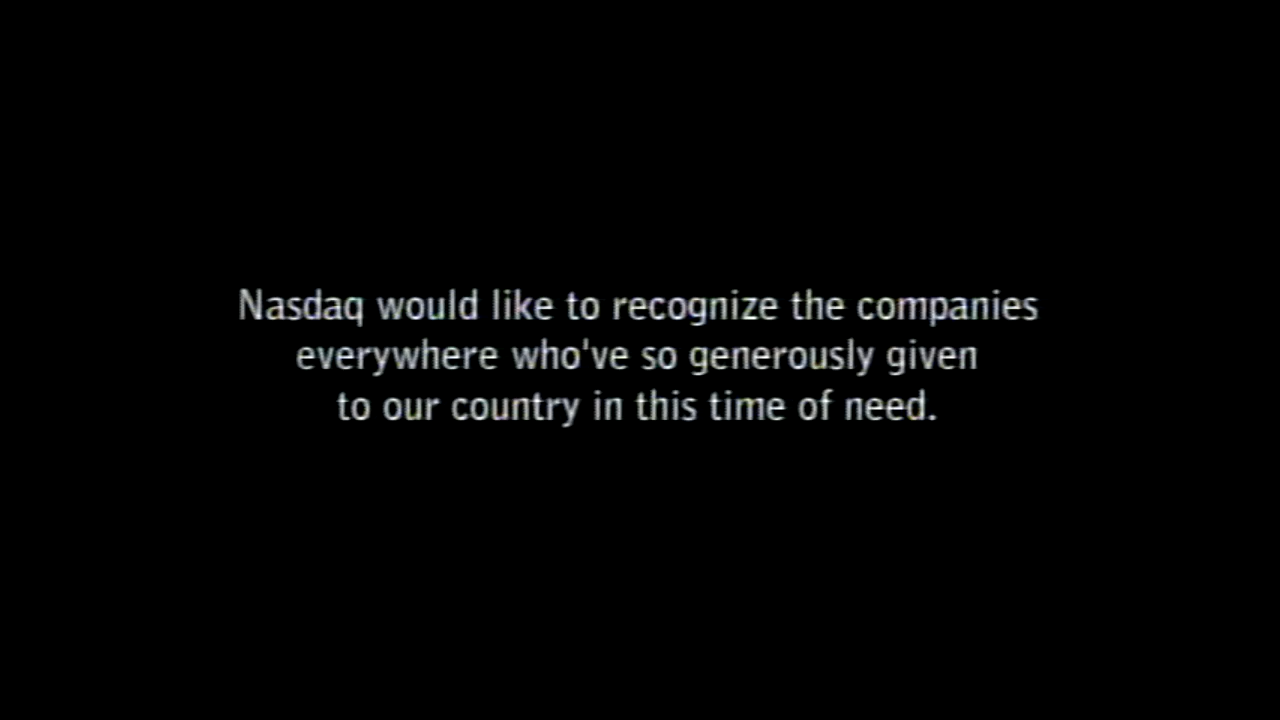 Nasdaq would like to recognize the companies
everywhere who've so generously given
to our country in this time of need.